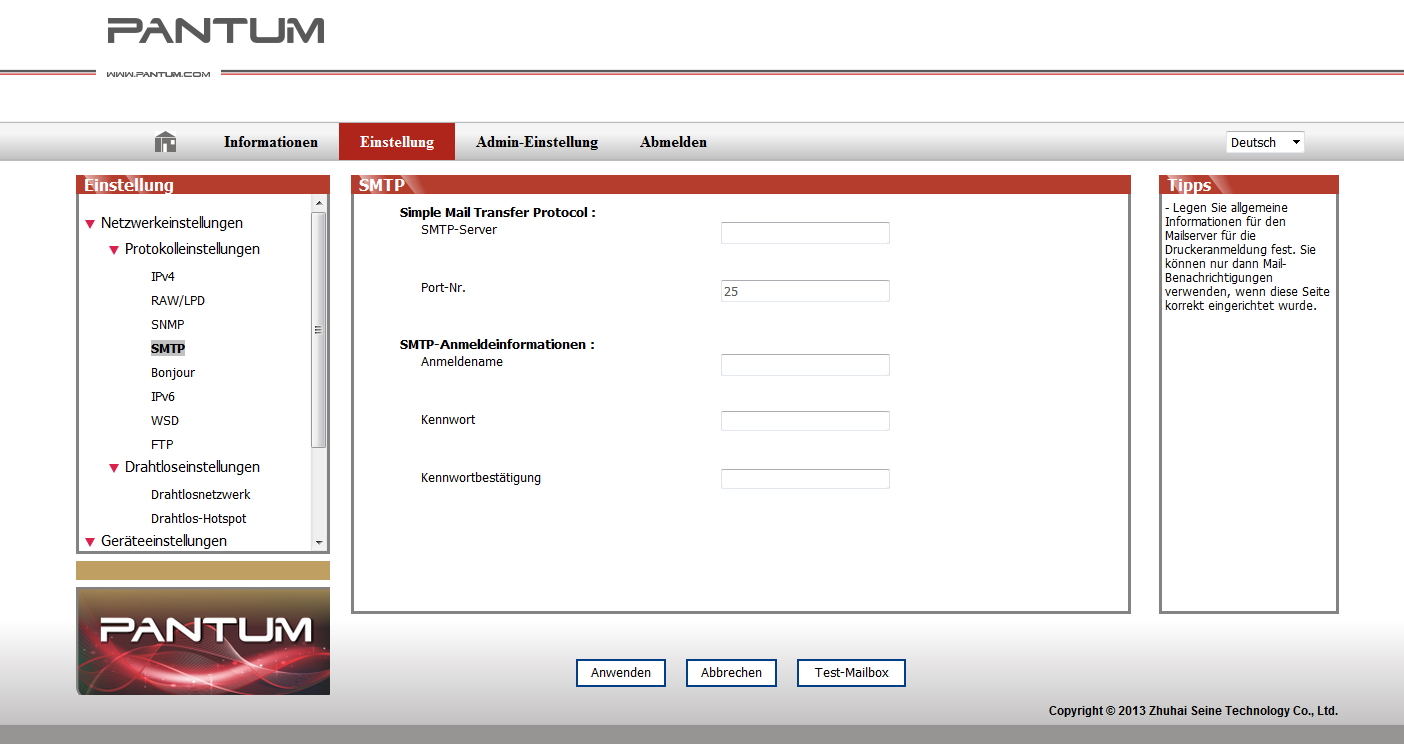 PANTUM
WWW.PANTUM.COM
Informationen Einstellung Admin-Einstellung Abmelden Deutsch
Einstellung
Netzwerkeinstellungen
Protokolleinstellungen
IPv4
RAW/LPD
SNMP
SMTP
Bonjour
IPv6
WSD
FTP
Drahtloseinstellungen
Drahtlosnetzwerk
Drahtlos-Hotspot
Geräteeinstellungen
PANTUM
SMTP
Simple Mail Transfer Protocol :
SMTP-Server
Port-Nr. 25
SMTP-Anmeldeinformationen :
Anmeldename
Kennwort
Kennwortbestätigung
Tipps
- Legen Sie allgemeine
Informationen für den
Mailserver für die
Druckeranmeldung fest. Sie
können nur dann Mail-
Benachrichtigungen
verwenden, wenn diese Seite
korrekt eingerichtet wurde.
Anwenden Abbrechen Test-Mailbox
Copyright © 2013 Zhuhai Seine Technology Co., Ltd.